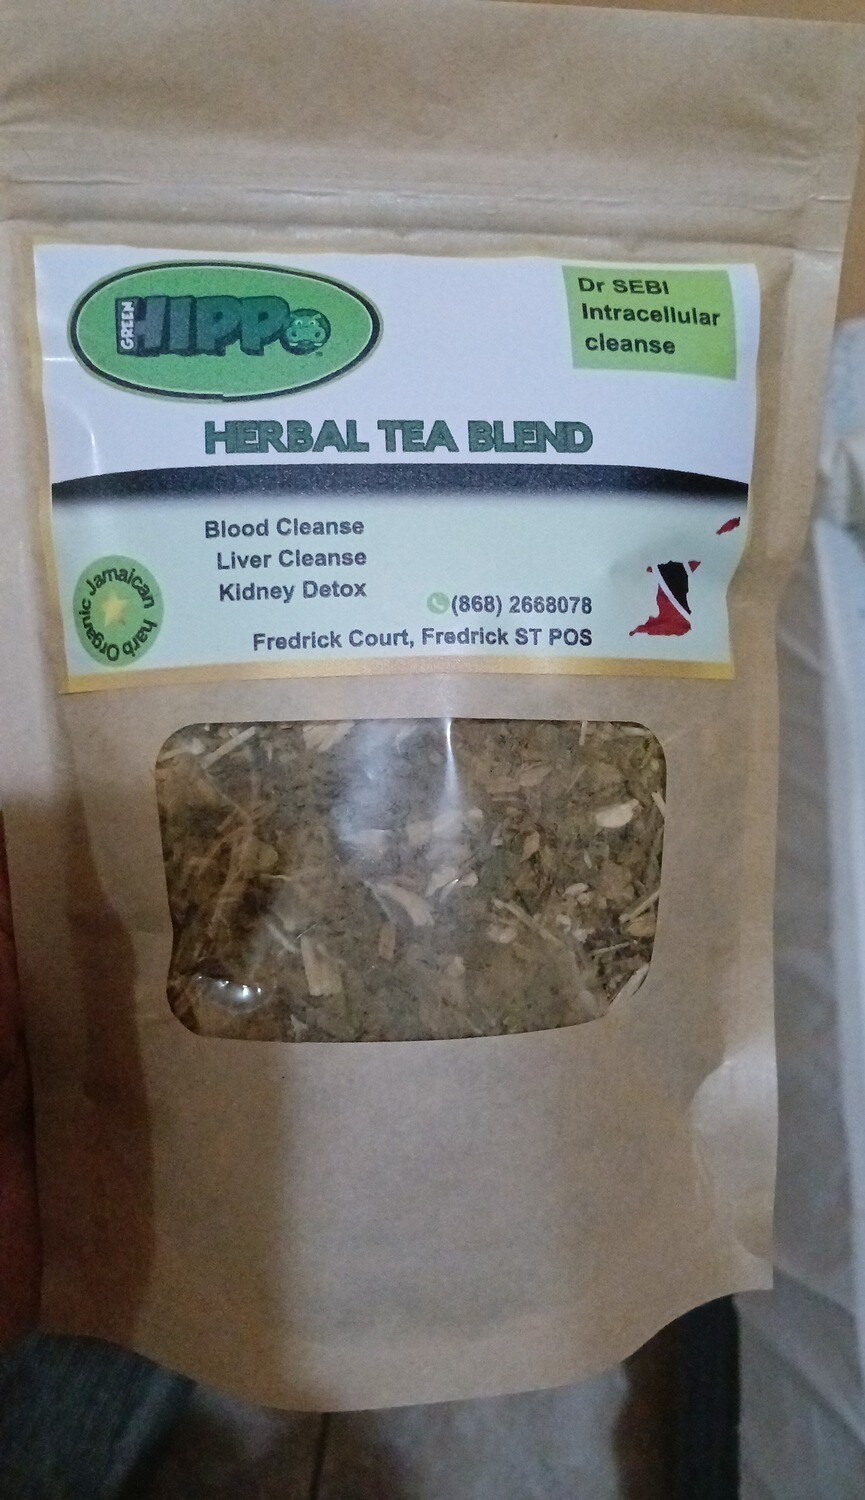 GREEN HIPPO
Dr SEBI
Intracellular
cleanse
HERBAL TEA BLEND
Blood Cleanse
Liver Cleanse
Kidney Detox
(868) 2668078
Fredrick Court, Fredrick ST POS
Organic Jamaican harb